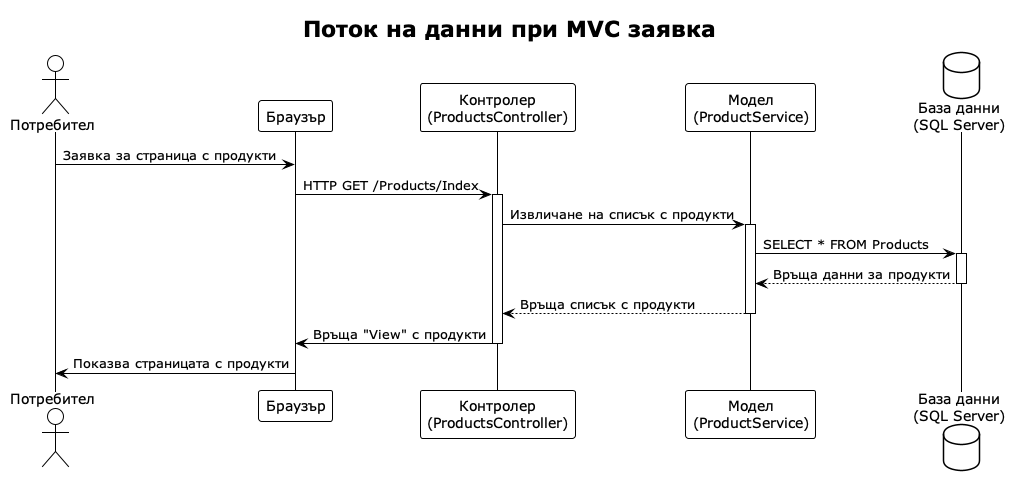 Поток на данни при MVC заявка
Потребител
Браузър
Контролер
(ProductsController)
Модел
(ProductService)
База данни
(SQL Server)
Заявка за страница с продукти
HTTP GET /Products/Index
Извличане на списък с продукти
SELECT * FROM Products
Връща данни за продукти
Връща списък с продукти
Връща "View" с продукти
Показва страницата с продукти
Потребител
Браузър
Контролер
(ProductsController)
Модел
(ProductService)
База данни
(SQL Server)